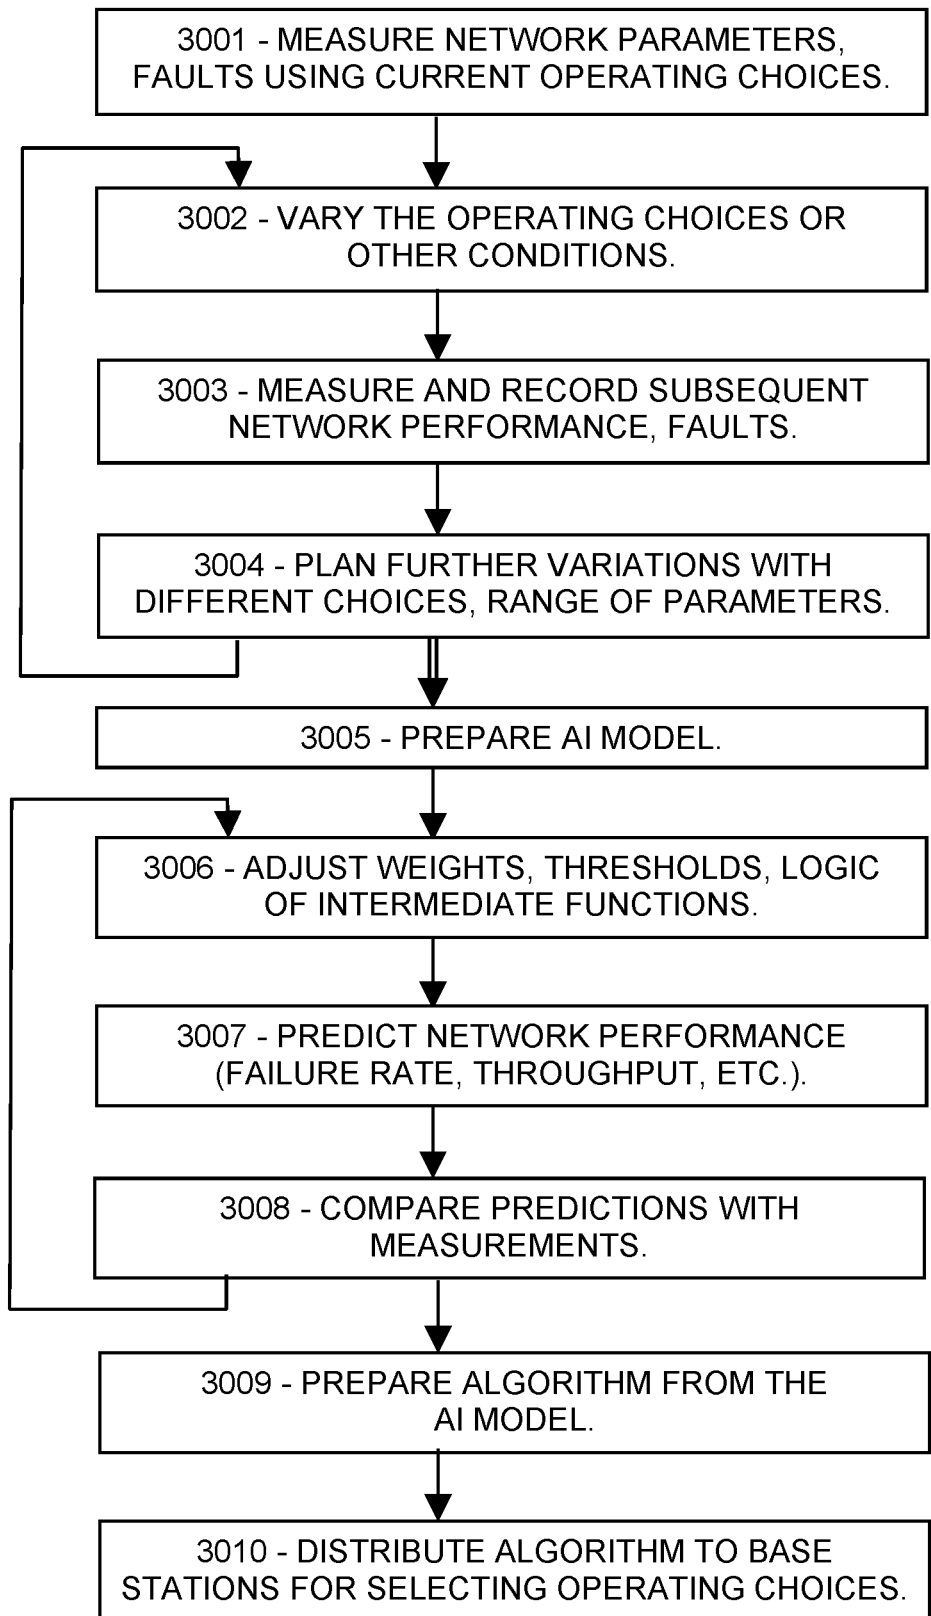 3001 - MEASURE NETWORK PARAMETERS,
FAULTS USING CURRENT OPERATING CHOICES.
3002 - VARY THE OPERATING CHOICES OR
OTHER CONDITIONS.
3003 - MEASURE AND RECORD SUBSEQUENT
NETWORK PERFORMANCE, FAULTS.
3004 - PLAN FURTHER VARIATIONS WITH
DIFFERENT CHOICES, RANGE OF PARAMETERS.
3005 - PREPARE AI MODEL.
3006 - ADJUST WEIGHTS, THRESHOLDS, LOGIC
OF INTERMEDIATE FUNCTIONS.
3007 - PREDICT NETWORK PERFORMANCE
(FAILURE RATE, THROUGHPUT, ETC.).
3008 - COMPARE PREDICTIONS WITH
MEASUREMENTS.
3009 - PREPARE ALGORITHM FROM THE
AI MODEL.
3010 - DISTRIBUTE ALGORITHM TO BASE
STATIONS FOR SELECTING OPERATING CHOICES.